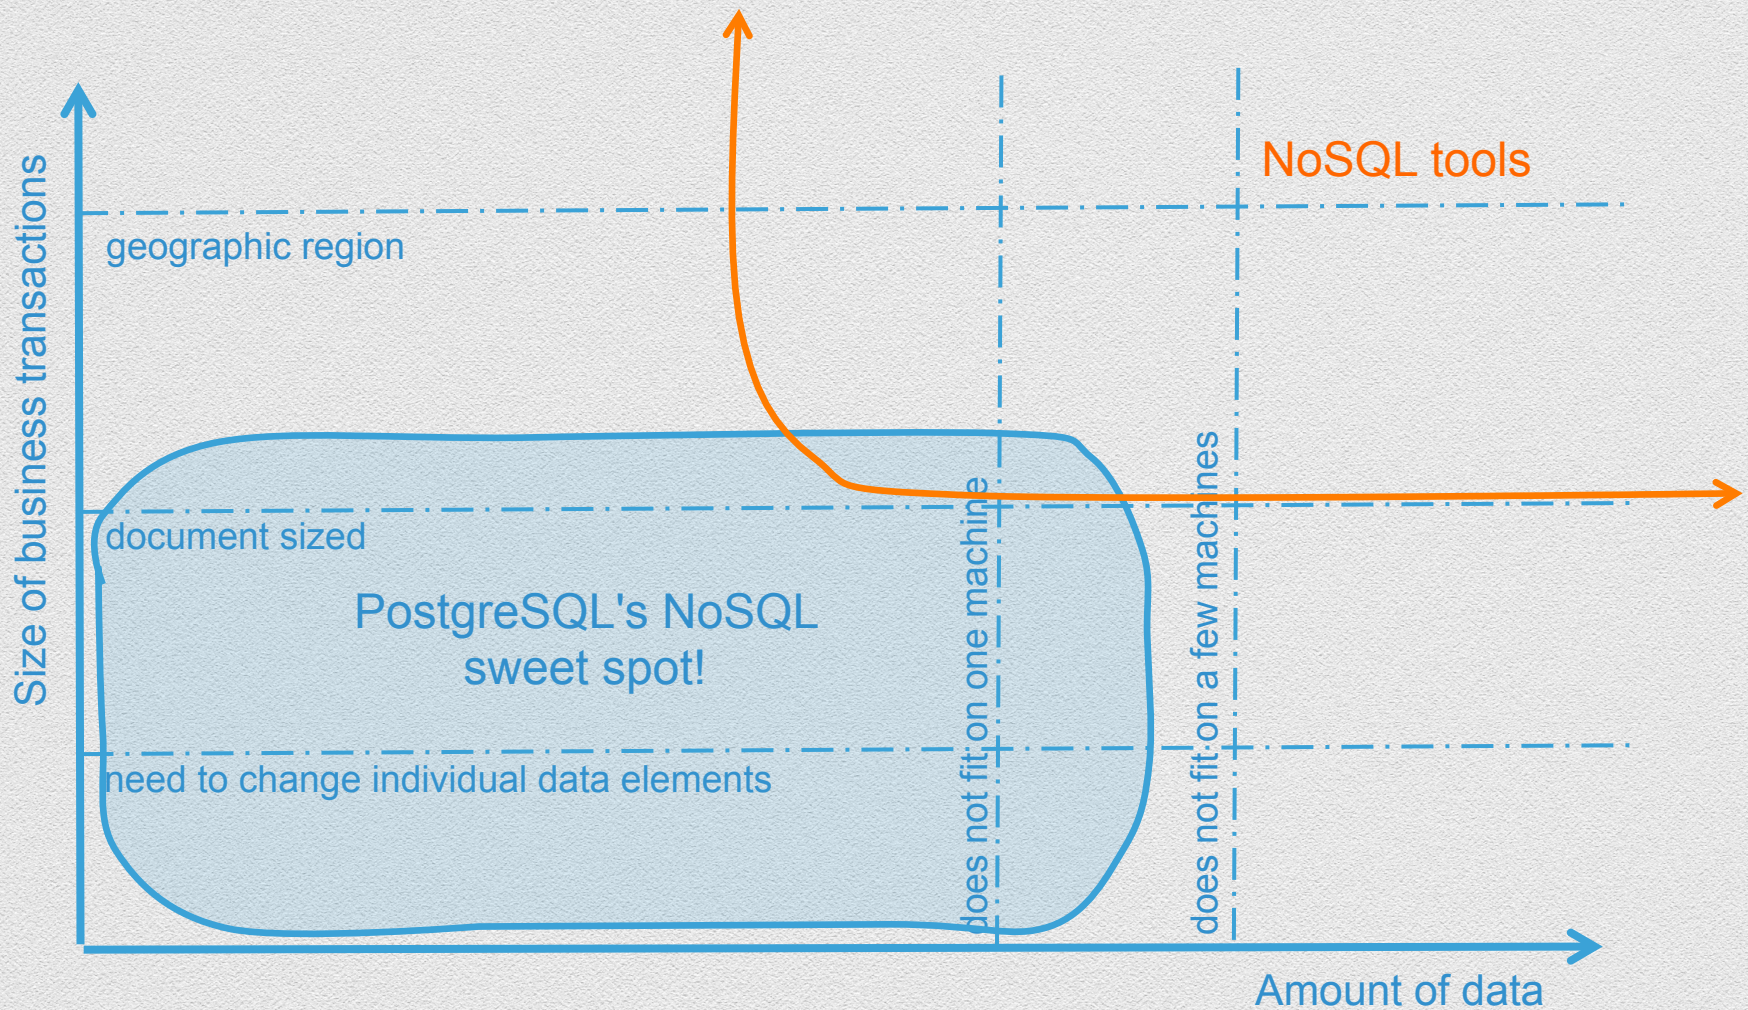 NoSQL tools
Size of business transactions
geographic region
document sized
PostgreSQL's NoSQL
sweet spot!
need to change individual data elements
does not fit on one machine
does not fit on a few machines
Amount of data